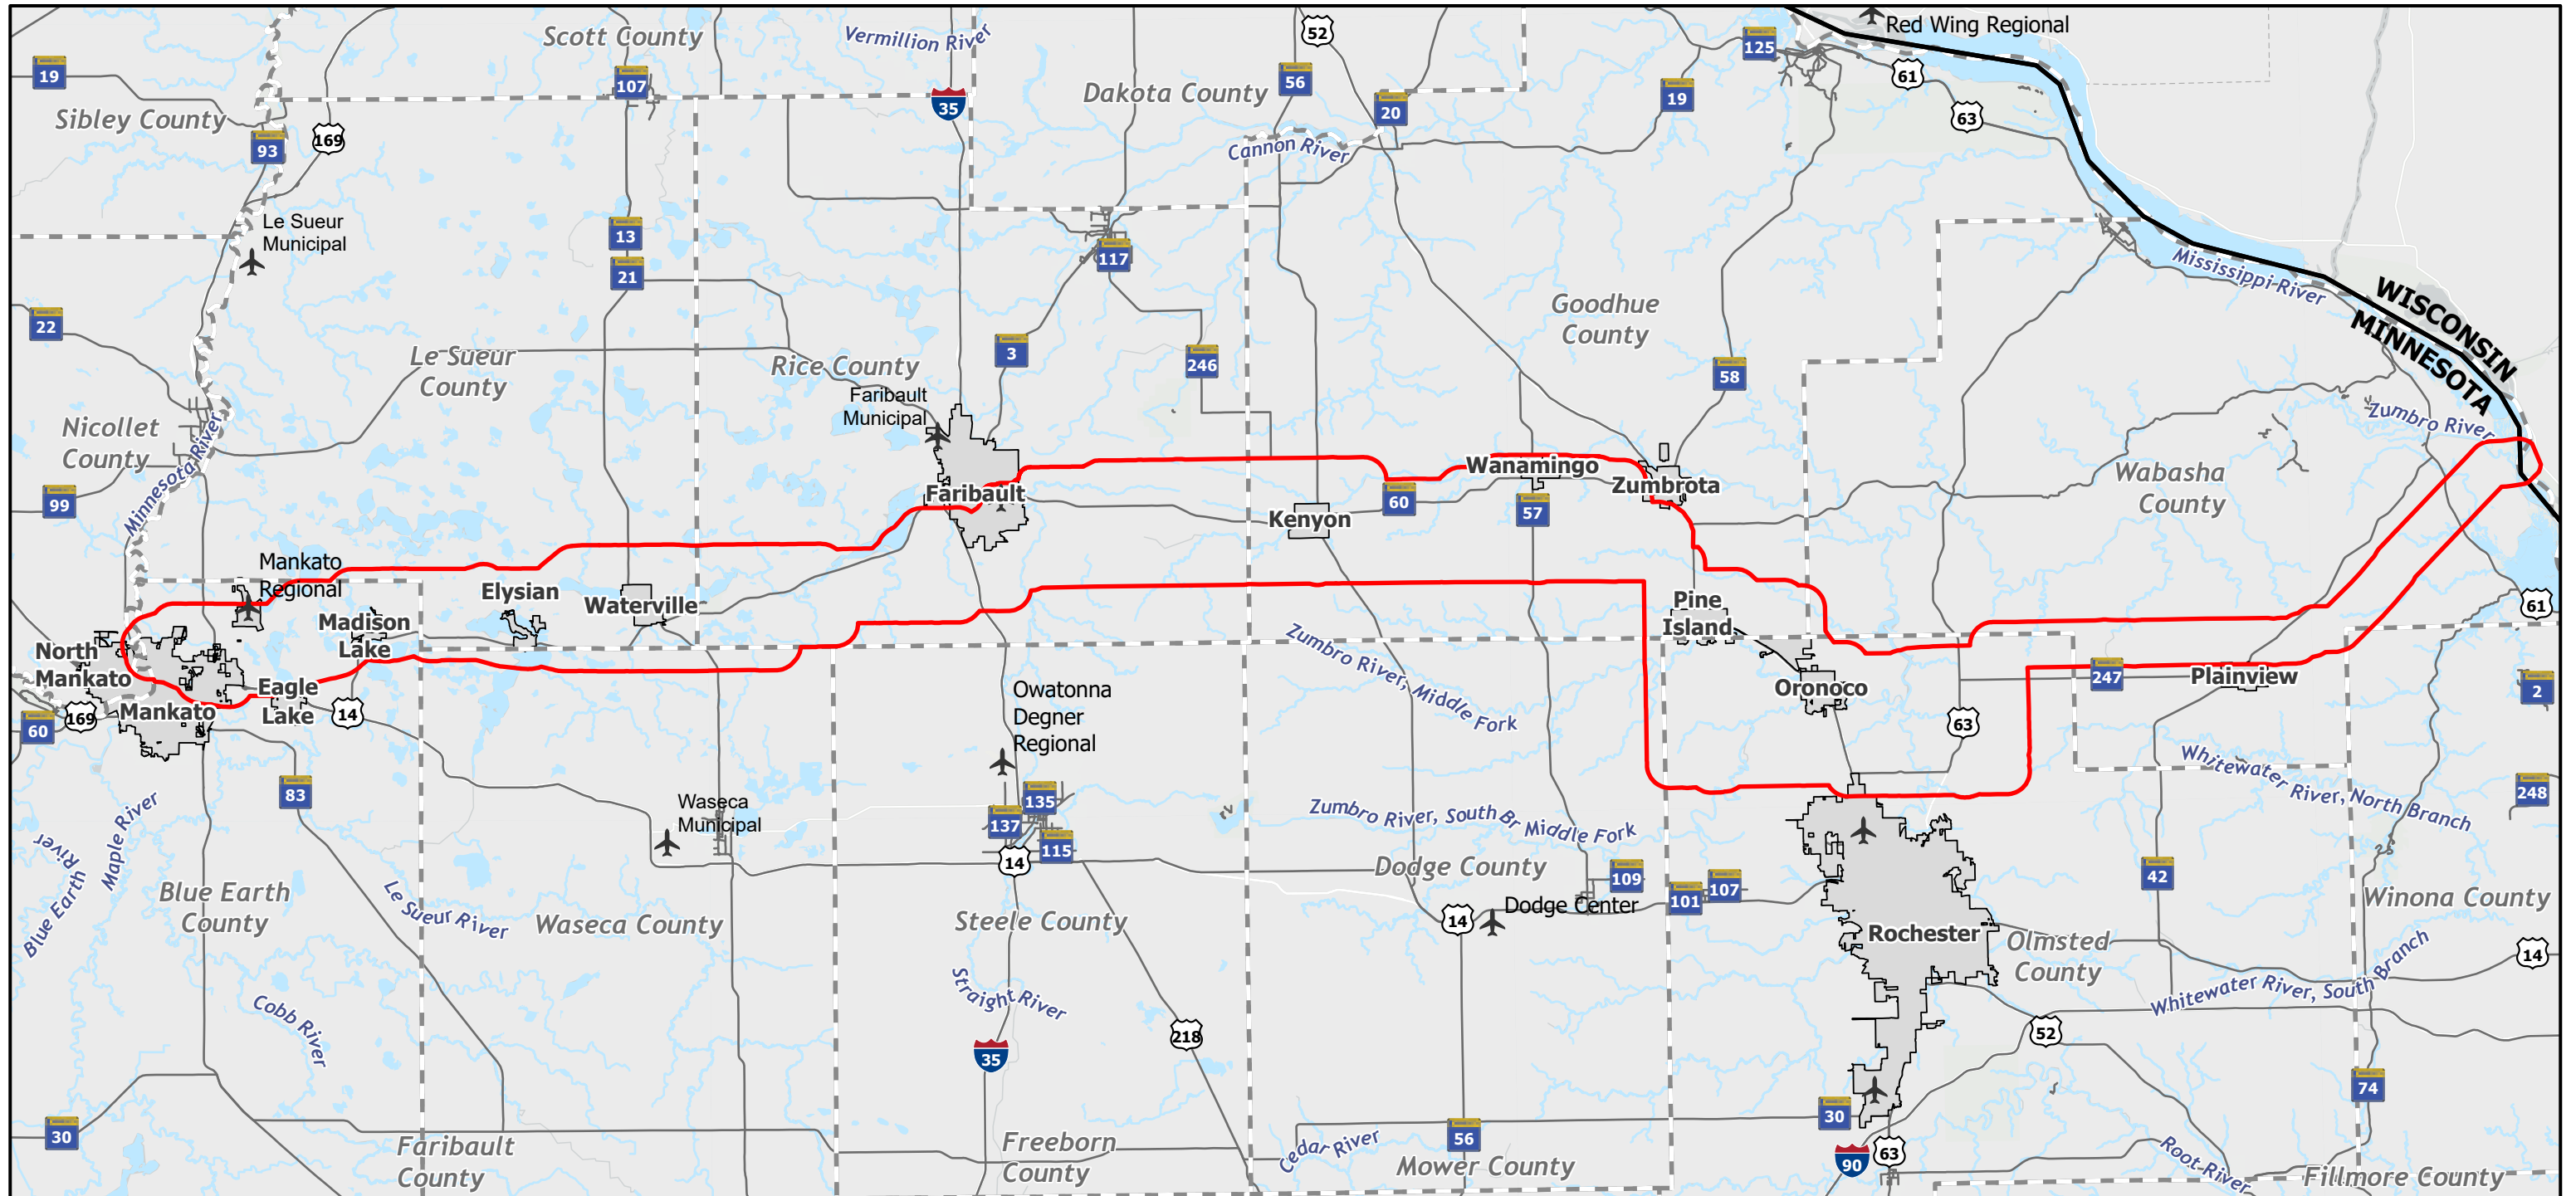 Scott County
Vermillion River
52
Red Wing Regional
125
61
19
107
56
Dakota County
19
63
35
20
Sibley County
169
93
Cannon River
Le Sueur
Municipal
13
117
21
Mississippi River
WISCONSIN
MINNESOTA
Goodhue
County
22
Le Sueur
County
Rice County
3
246
58
Faribault
Municipal
Nicollet
County
Minnesota River
Zumbro River
Wanamingo
Zumbrota
Wabasha
County
99
Faribault
Kenyon
60
57
Mankato
Regional
Elysian
Waterville
Madison
Lake
Pine
Island
61
North
Mankato
Eagle
Lake
Mankato
169
60
14
Zumbro River, Middle Fork
Oronoco
247
Plainview
2
63
Owatonna
Degner
Regional
Whitewater River, North Branch
83
Maple River
Blue Earth River
Waseca
Municipal
135
137
115
14
Zumbro River, South Br Middle Fork
248
Dodge County
109
101
107
42
Blue Earth
County
Le Sueur River
Waseca County
Steele County
14
Dodge Center
Rochester
Olmsted
County
Winona County
14
Straight River
Cobb River
Whitewater River, South Branch
218
35
52
74
30
Faribault
County
Freeborn
County
Cedar River
56
Mower County
30
90
63
Root River
Fillmore County